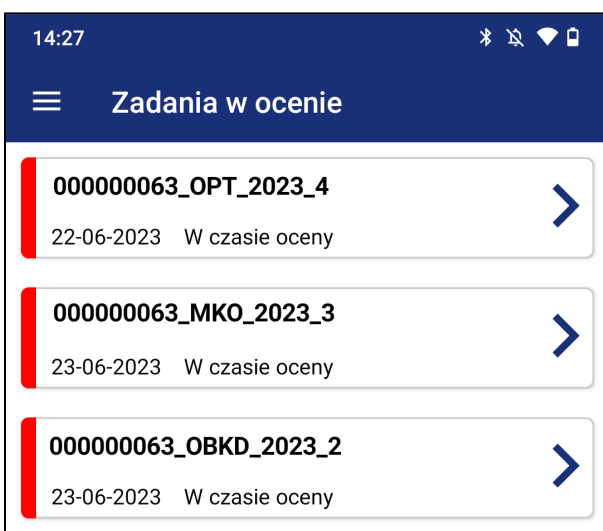 14:27
Zadania w ocenie
000000063_OPT_2023_4
22-06-2023 W czasie oceny
000000063_MKO_2023_3
23-06-2023 W czasie oceny
000000063_OBKD_2023_2
23-06-2023 W czasie oceny